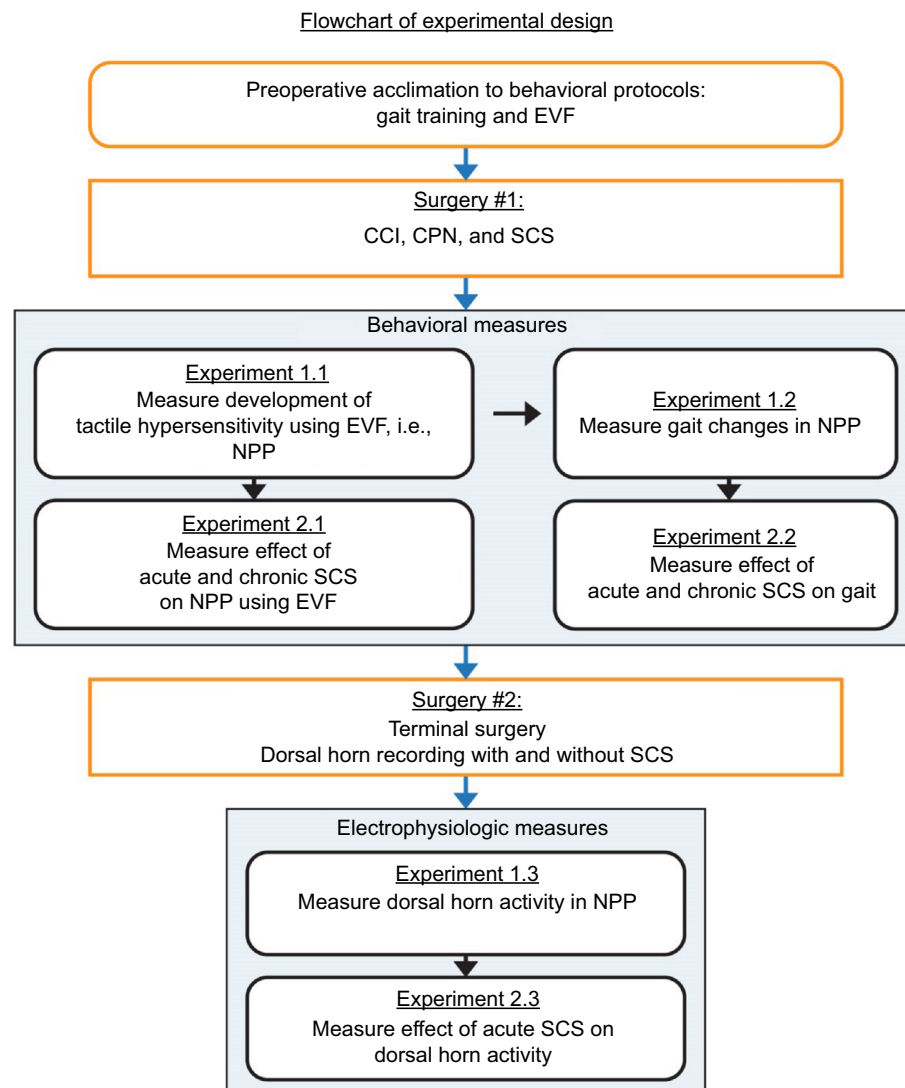 Flowchart of experimental design
Preoperative acclimation to behavioral protocols:
gait training and EVF
Surgery #1:
CCI, CPN, and SCS
Behavioral measures
Experiment 1.1
Measure development of
tactile hypersensitivity using EVF, i.e.,
NPP
Experiment 1.2
Measure gait changes in NPP
Experiment 2.1
Measure effect of
acute and chronic SCS
on NPP using EVF
Experiment 2.2
Measure effect of
acute and chronic SCS on gait
Surgery #2:
Terminal surgery
Dorsal horn recording with and without SCS
Electrophysiologic measures
Experiment 1.3
Measure dorsal horn activity in NPP
Experiment 2.3
Measure effect of acute SCS on
dorsal horn activity